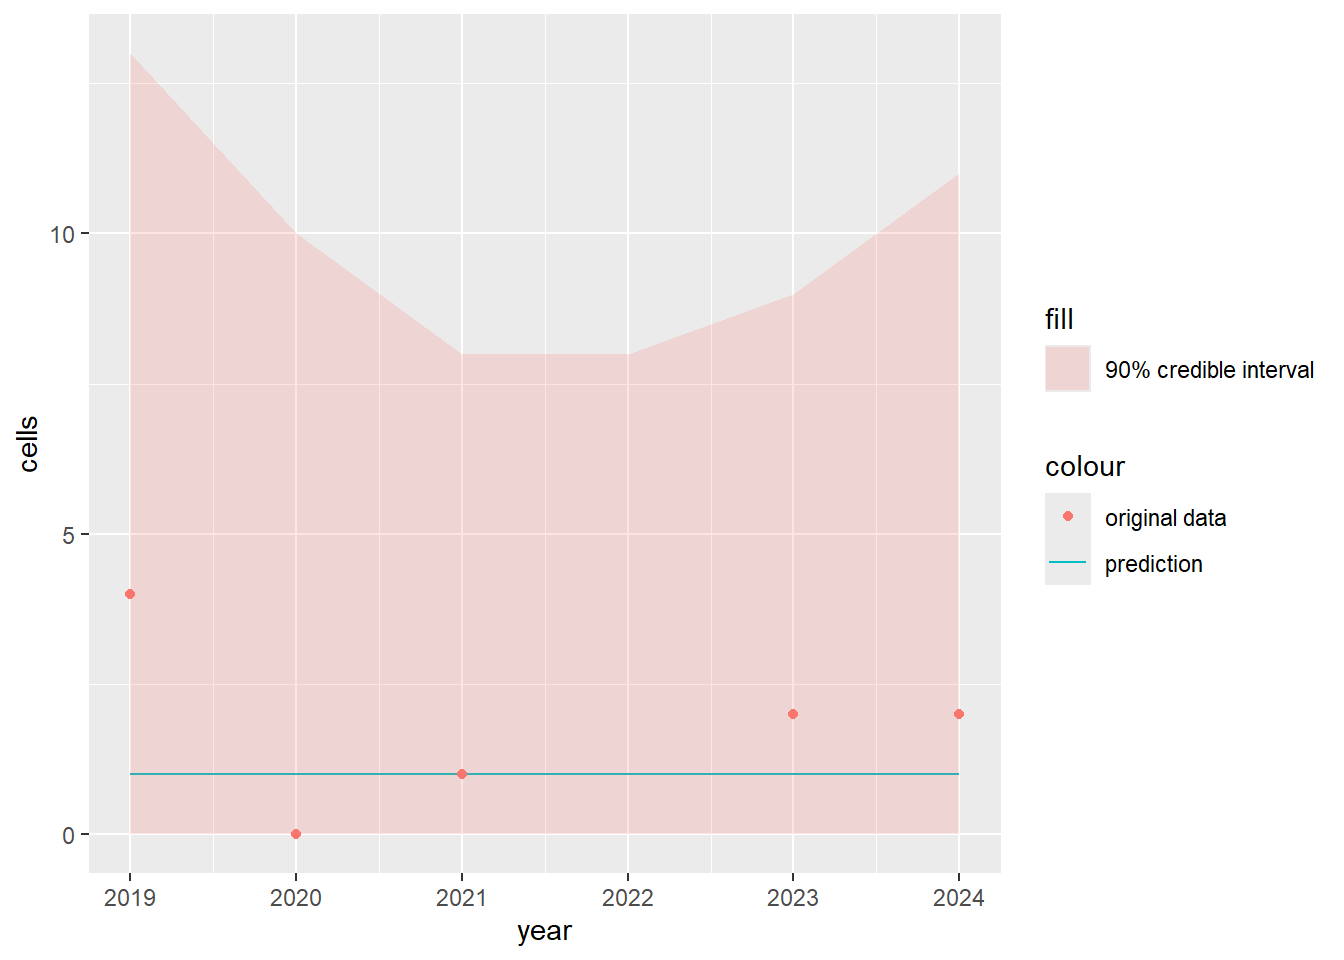 10
5
0
cells
2019 2020 2021 2022 2023 2024
year
fill
90% credible interval
colour
original data
prediction